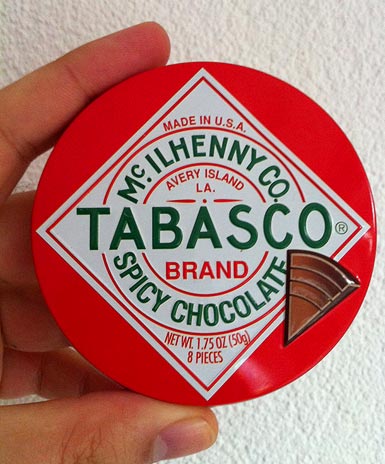 MADE IN U.S.A.
McILHENNY CO.
AVERY ISLAND
LA.
TABASCO®
BRAND
SPICY CHOCOLATE
NET WT. 1.75 OZ (50g)
8 PIECES